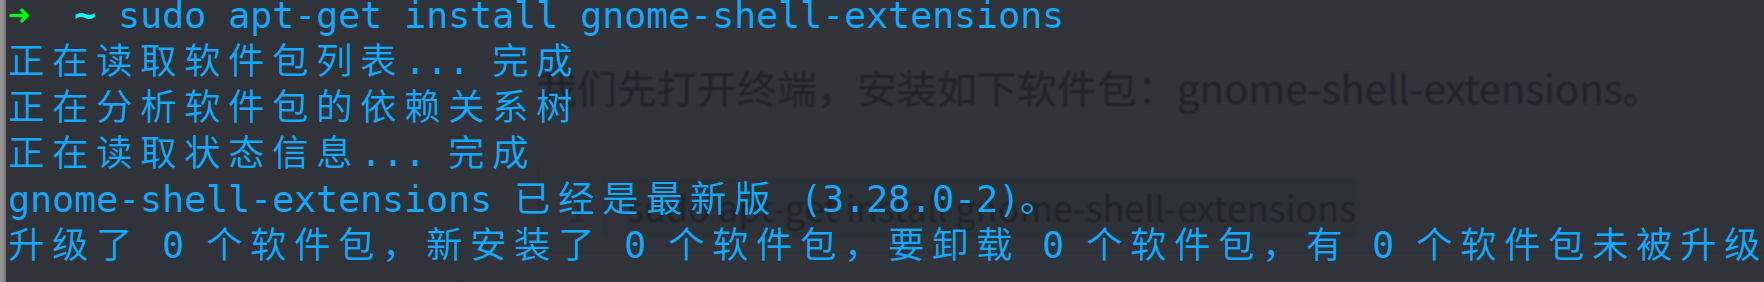 ➜ ~ sudo apt-get install gnome-shell-extensions
正在读取软件包列表... 完成
正在分析软件包的依赖关系树
我们先打开终端，安装如下软件包：gnome-shell-extensions。
正在读取状态信息... 完成
gnome-shell-extensions 已经是最新版 (3.28.0-2)。
sudo apt-get install gnome-shell-extensions
升级了 0 个软件包，新安装了 0 个软件包，要卸载 0 个软件包，有 0 个软件包未被升级